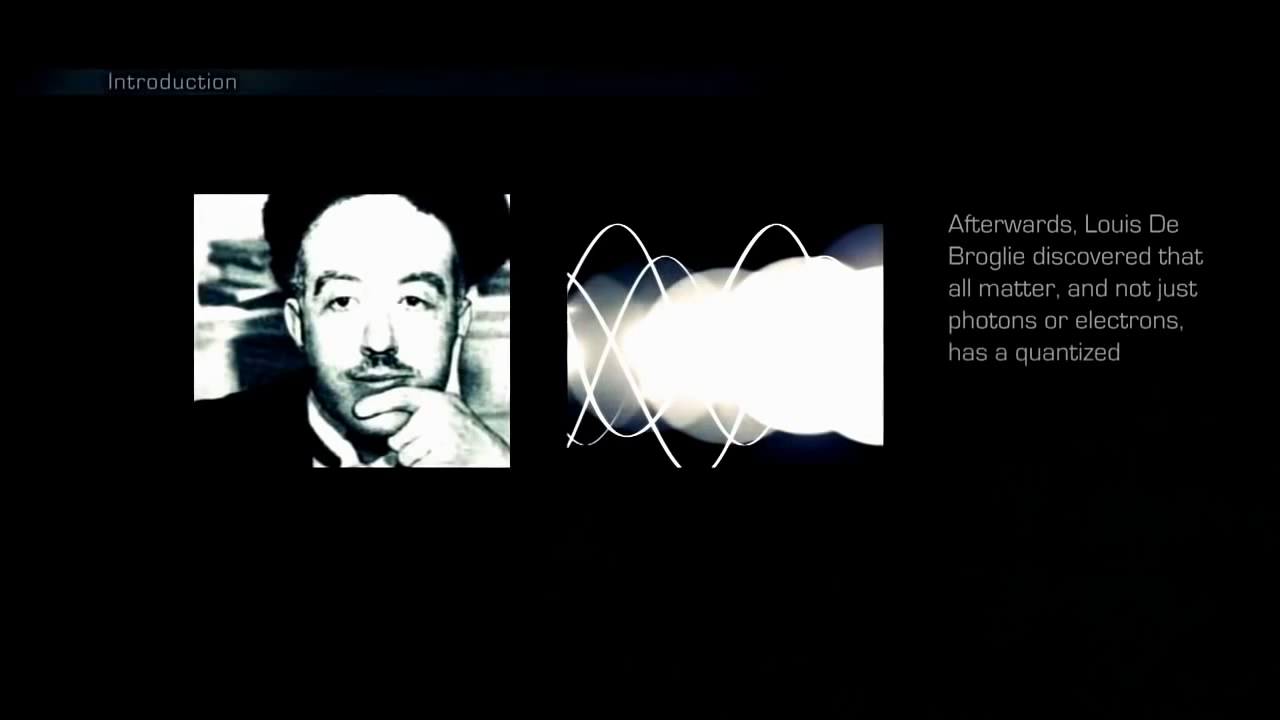 Introduction
Afterwards, Louis De
Broglie discovered that
all matter, and not just
photons or electrons,
has a quantized